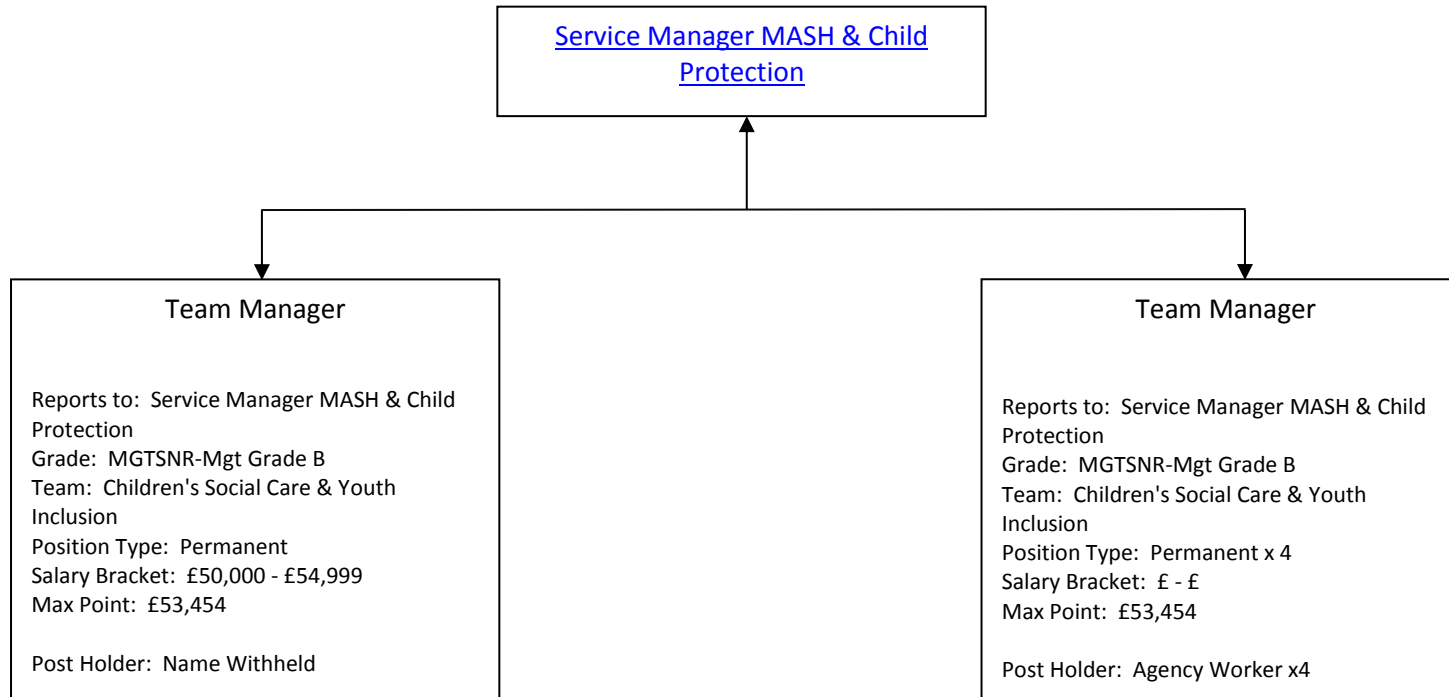 Service Manager MASH & Child
Protection
Team Manager
Reports to:  Service Manager MASH & Child
Protection
Grade:  MGTSNR-Mgt Grade B
Team:  Children's Social Care & Youth
Inclusion
Position Type:  Permanent
Salary Bracket:  £50,000 - £54,999
Max Point:  £53,454
Post Holder:  Name Withheld
Team Manager
Reports to:  Service Manager MASH & Child
Protection
Grade:  MGTSNR-Mgt Grade B
Team:  Children's Social Care & Youth
Inclusion
Position Type:  Permanent x 4
Salary Bracket:  £ - £
Max Point:  £53,454
Post Holder:  Agency Worker x4